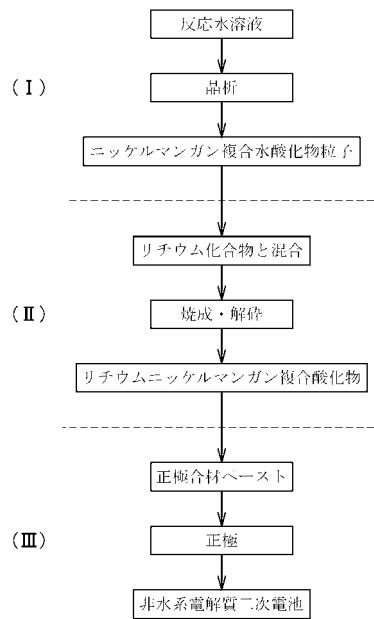 反応水溶液
(Ⅰ)
晶析
ニッケルマンガン複合水酸化物粒子
リチウム化合物と混合
(Ⅱ)
焼成・解砕
リチウムニッケルマンガン複合酸化物
正極合材ペースト
(Ⅲ)
正極
非水系電解質二次電池